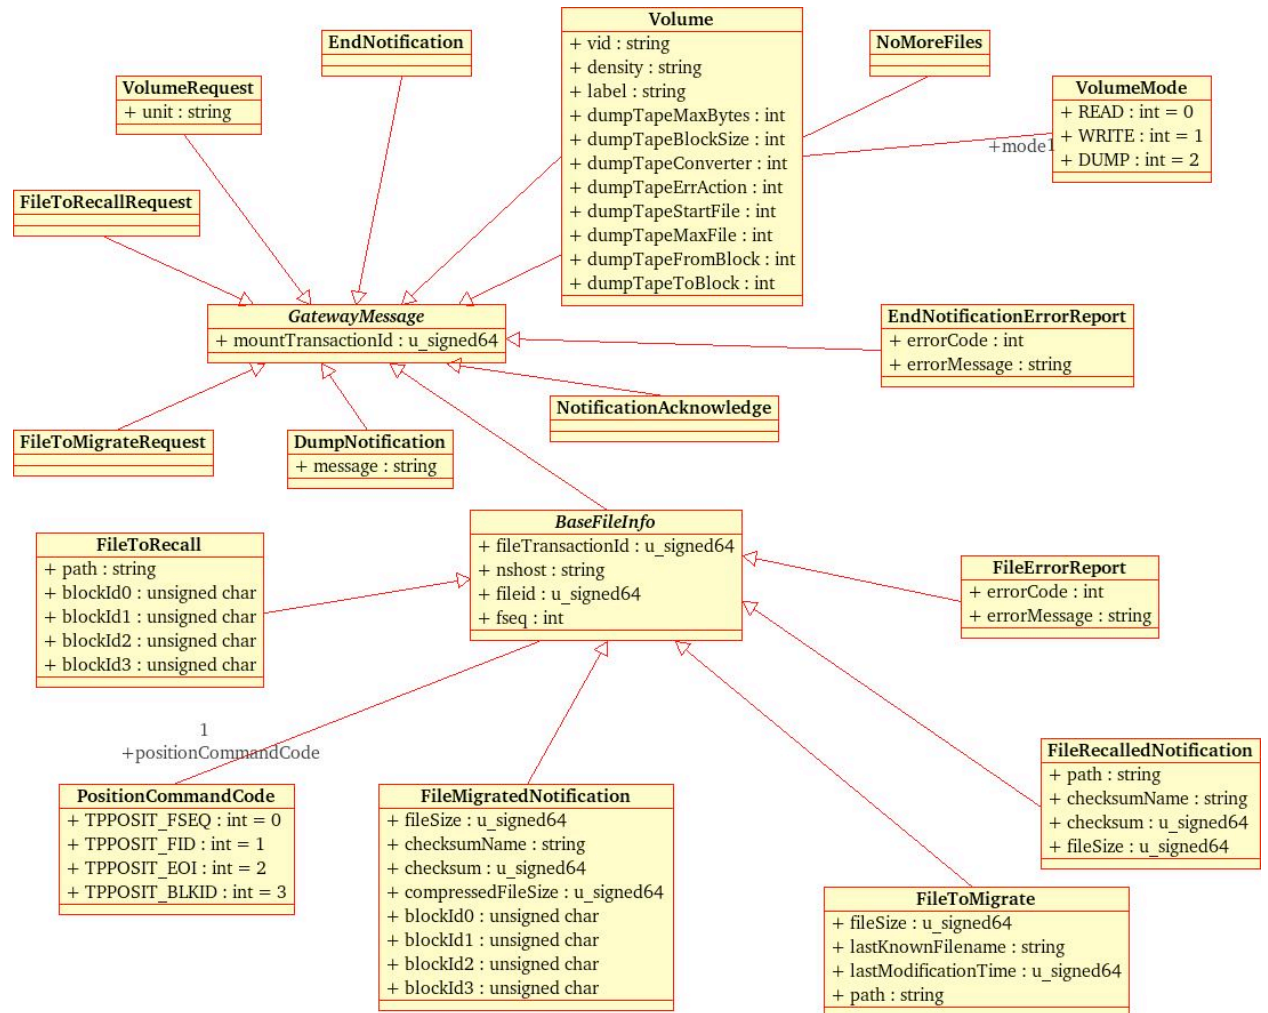 EndNotification
VolumeRequest
+ unit : string
FileToRecallRequest
Volume
+ vid : string
+ density : string
+ label : string
+ dumpTapeMaxBytes : int
+ dumpTapeBlockSize : int
+ dumpTapeConverter : int
+ dumpTapeErrAction : int
+ dumpTapeStartFile : int
+ dumpTapeMaxFile : int
+ dumpTapeFromBlock : int
+ dumpTapeToBlock : int
NoMoreFiles
VolumeMode
+ READ : int = 0
+ WRITE : int = 1
+ DUMP : int = 2
+mode1
GatewayMessage
+ mountTransactionId : u_signed64
EndNotificationErrorReport
+ errorCode : int
+ errorMessage : string
NotificationAcknowledge
FileToMigrateRequest
DumpNotification
+ message : string
BaseFileInfo
+ fileTransactionId : u_signed64
+ nshost : string
+ fileid : u_signed64
+ fseq : int
FileToRecall
+ path : string
+ blockId0 : unsigned char
+ blockId1 : unsigned char
+ blockId2 : unsigned char
+ blockId3 : unsigned char
FileErrorReport
+ errorCode : int
+ errorMessage : string
1
+positionCommandCode
PositionCommandCode
+ TPPOSIT_FSEQ : int = 0
+ TPPOSIT_FID : int = 1
+ TPPOSIT_EOI : int = 2
+ TPPOSIT_BLKID : int = 3
FileMigratedNotification
+ fileSize : u_signed64
+ checksumName : string
+ checksum : u_signed64
+ compressedFileSize : u_signed64
+ blockId0 : unsigned char
+ blockId1 : unsigned char
+ blockId2 : unsigned char
+ blockId3 : unsigned char
FileRecalledNotification
+ path : string
+ checksumName : string
+ checksum : u_signed64
+ fileSize : u_signed64
FileToMigrate
+ fileSize : u_signed64
+ lastKnownFilename : string
+ lastModificationTime : u_signed64
+ path : string